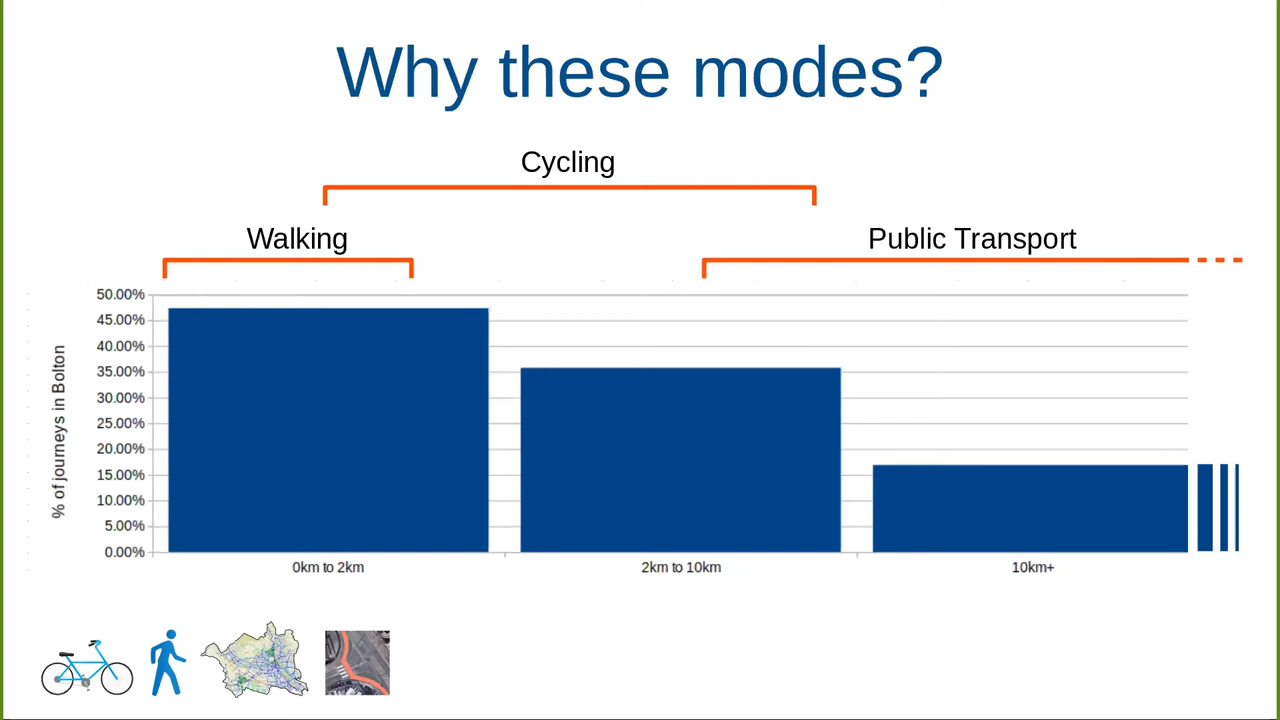 Why these modes?
Cycling
Walking
Public Transport
50.00%
45.00%
40.00%
35.00%
30.00%
25.00%
20.00%
15.00%
10.00%
5.00%
0.00%
% of journeys in Bolton
0km to 2km
2km to 10km
10km+